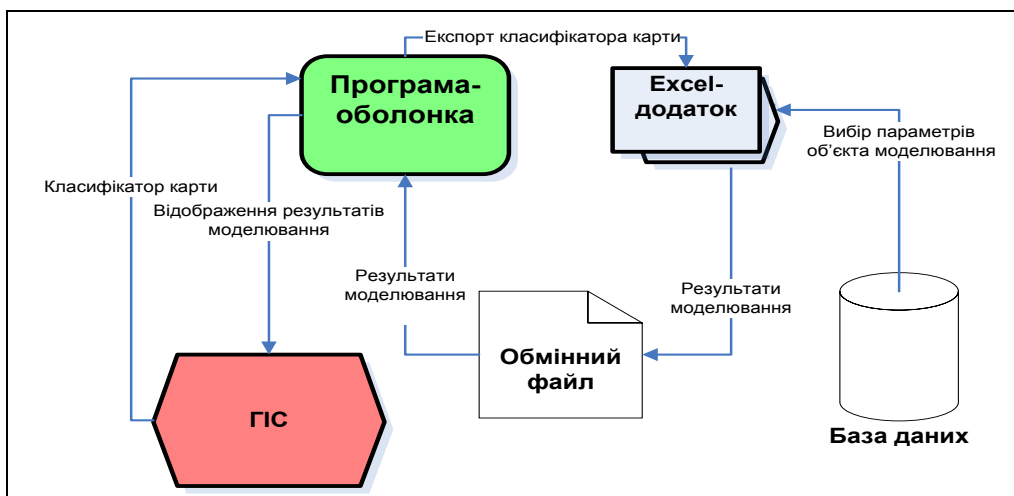 Експорт класифікатора карти
Програма-
оболонка
Excel-
додаток
Вибір параметрів
об’єкта моделювання
Класифікатор карти
Відображення результатів
моделювання
Результати
моделювання
Результати
моделювання
Обмінний
файл
ГІС
База даних